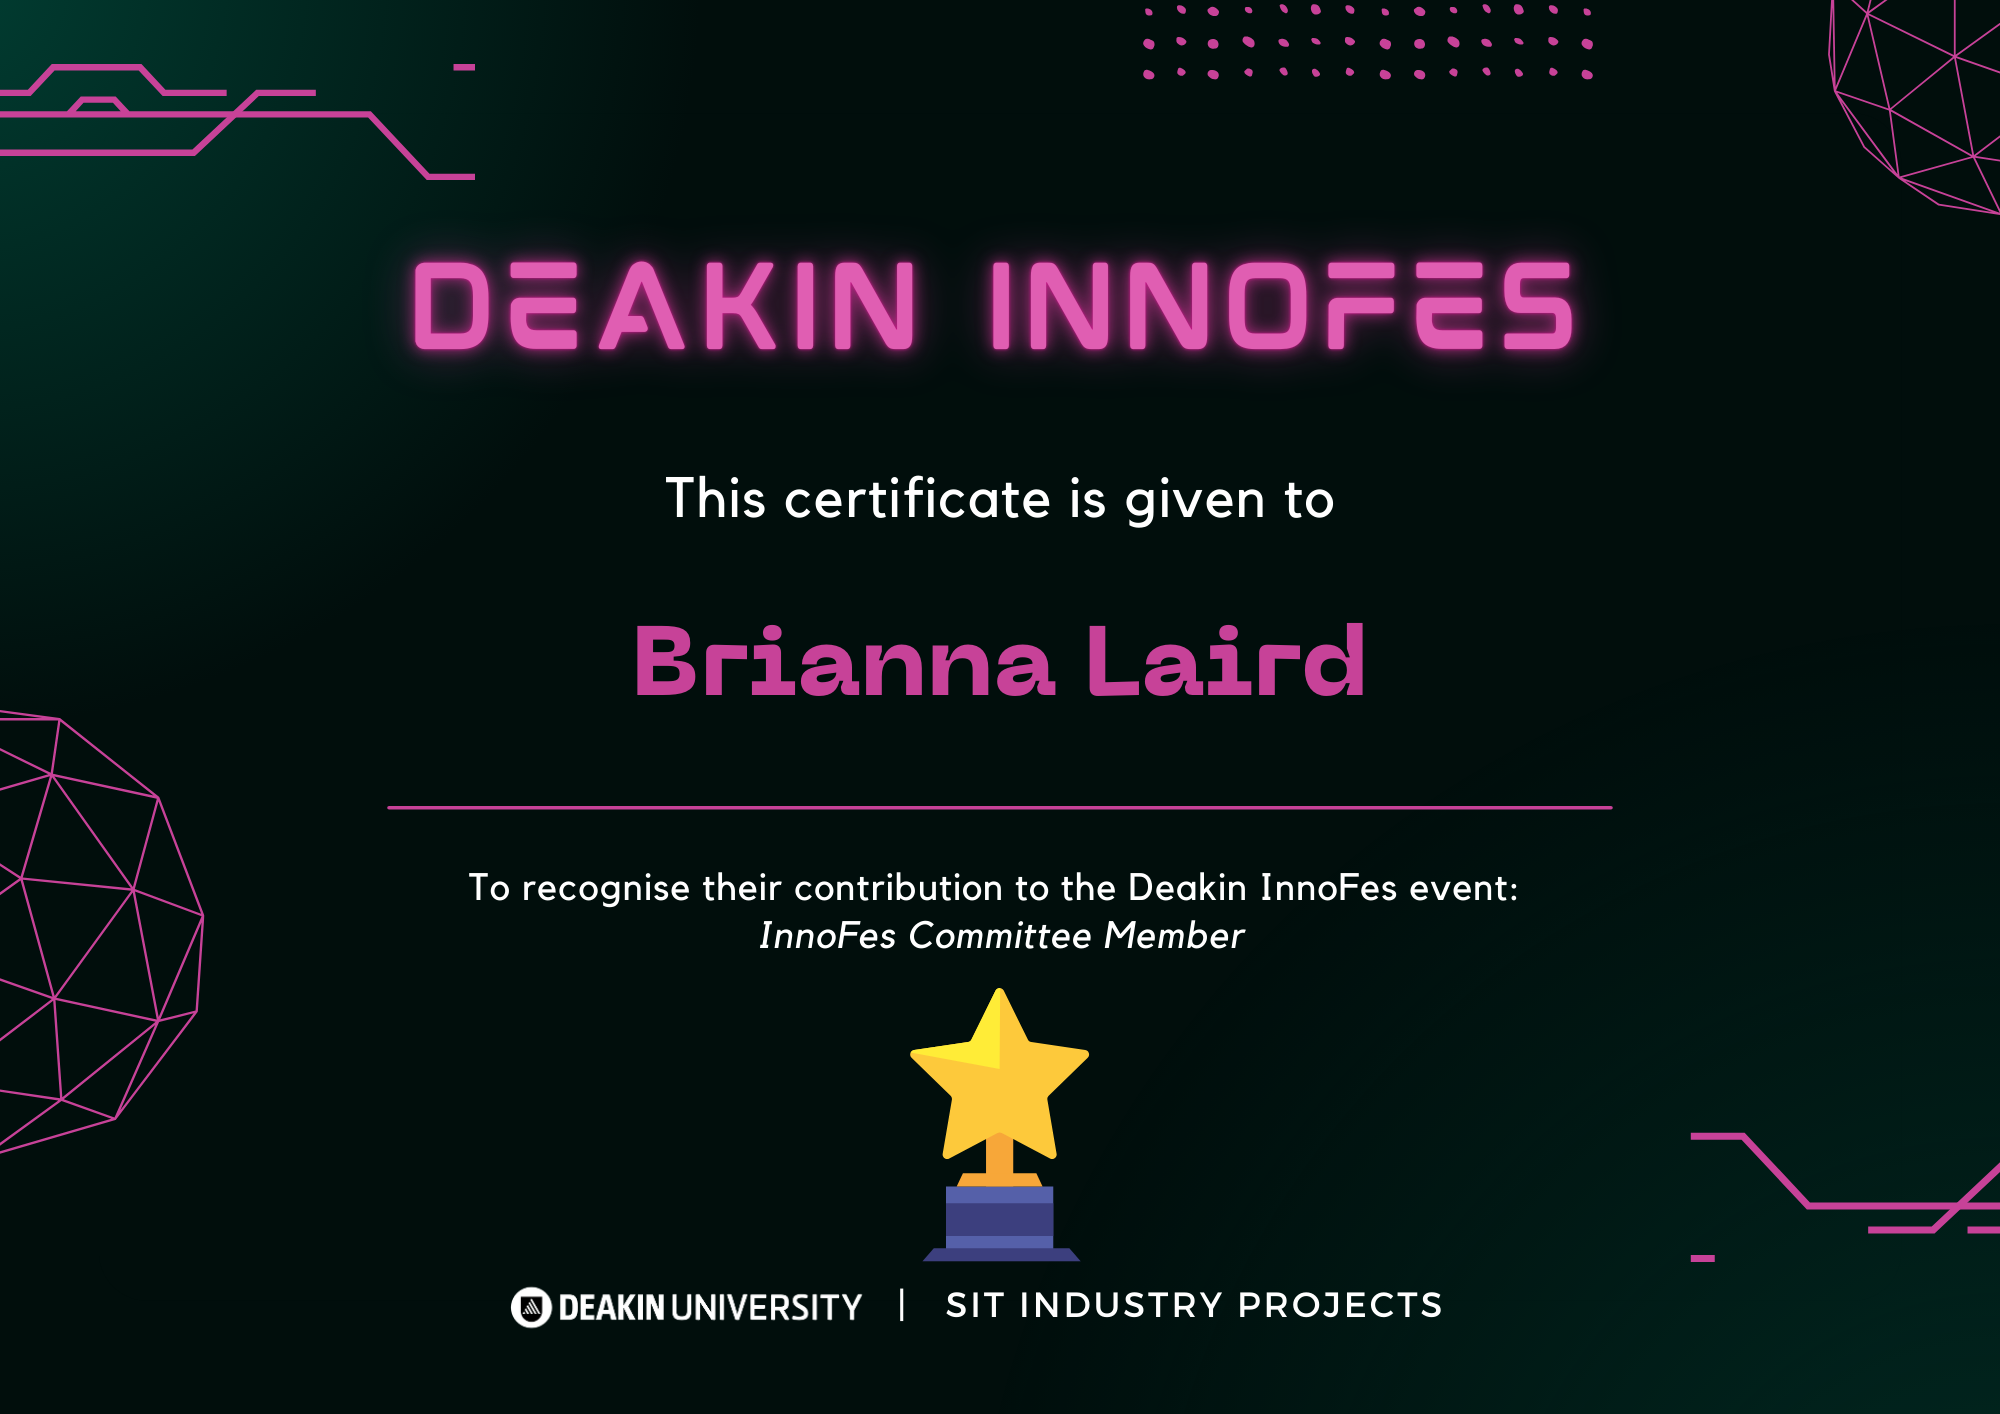 DEAKIN INNOFES
This certificate is given to
Brianna Laird
To recognise their contribution to the Deakin InnoFes event:
InnoFes Committee Member
DEAKIN UNIVERSITY | SIT INDUSTRY PROJECTS